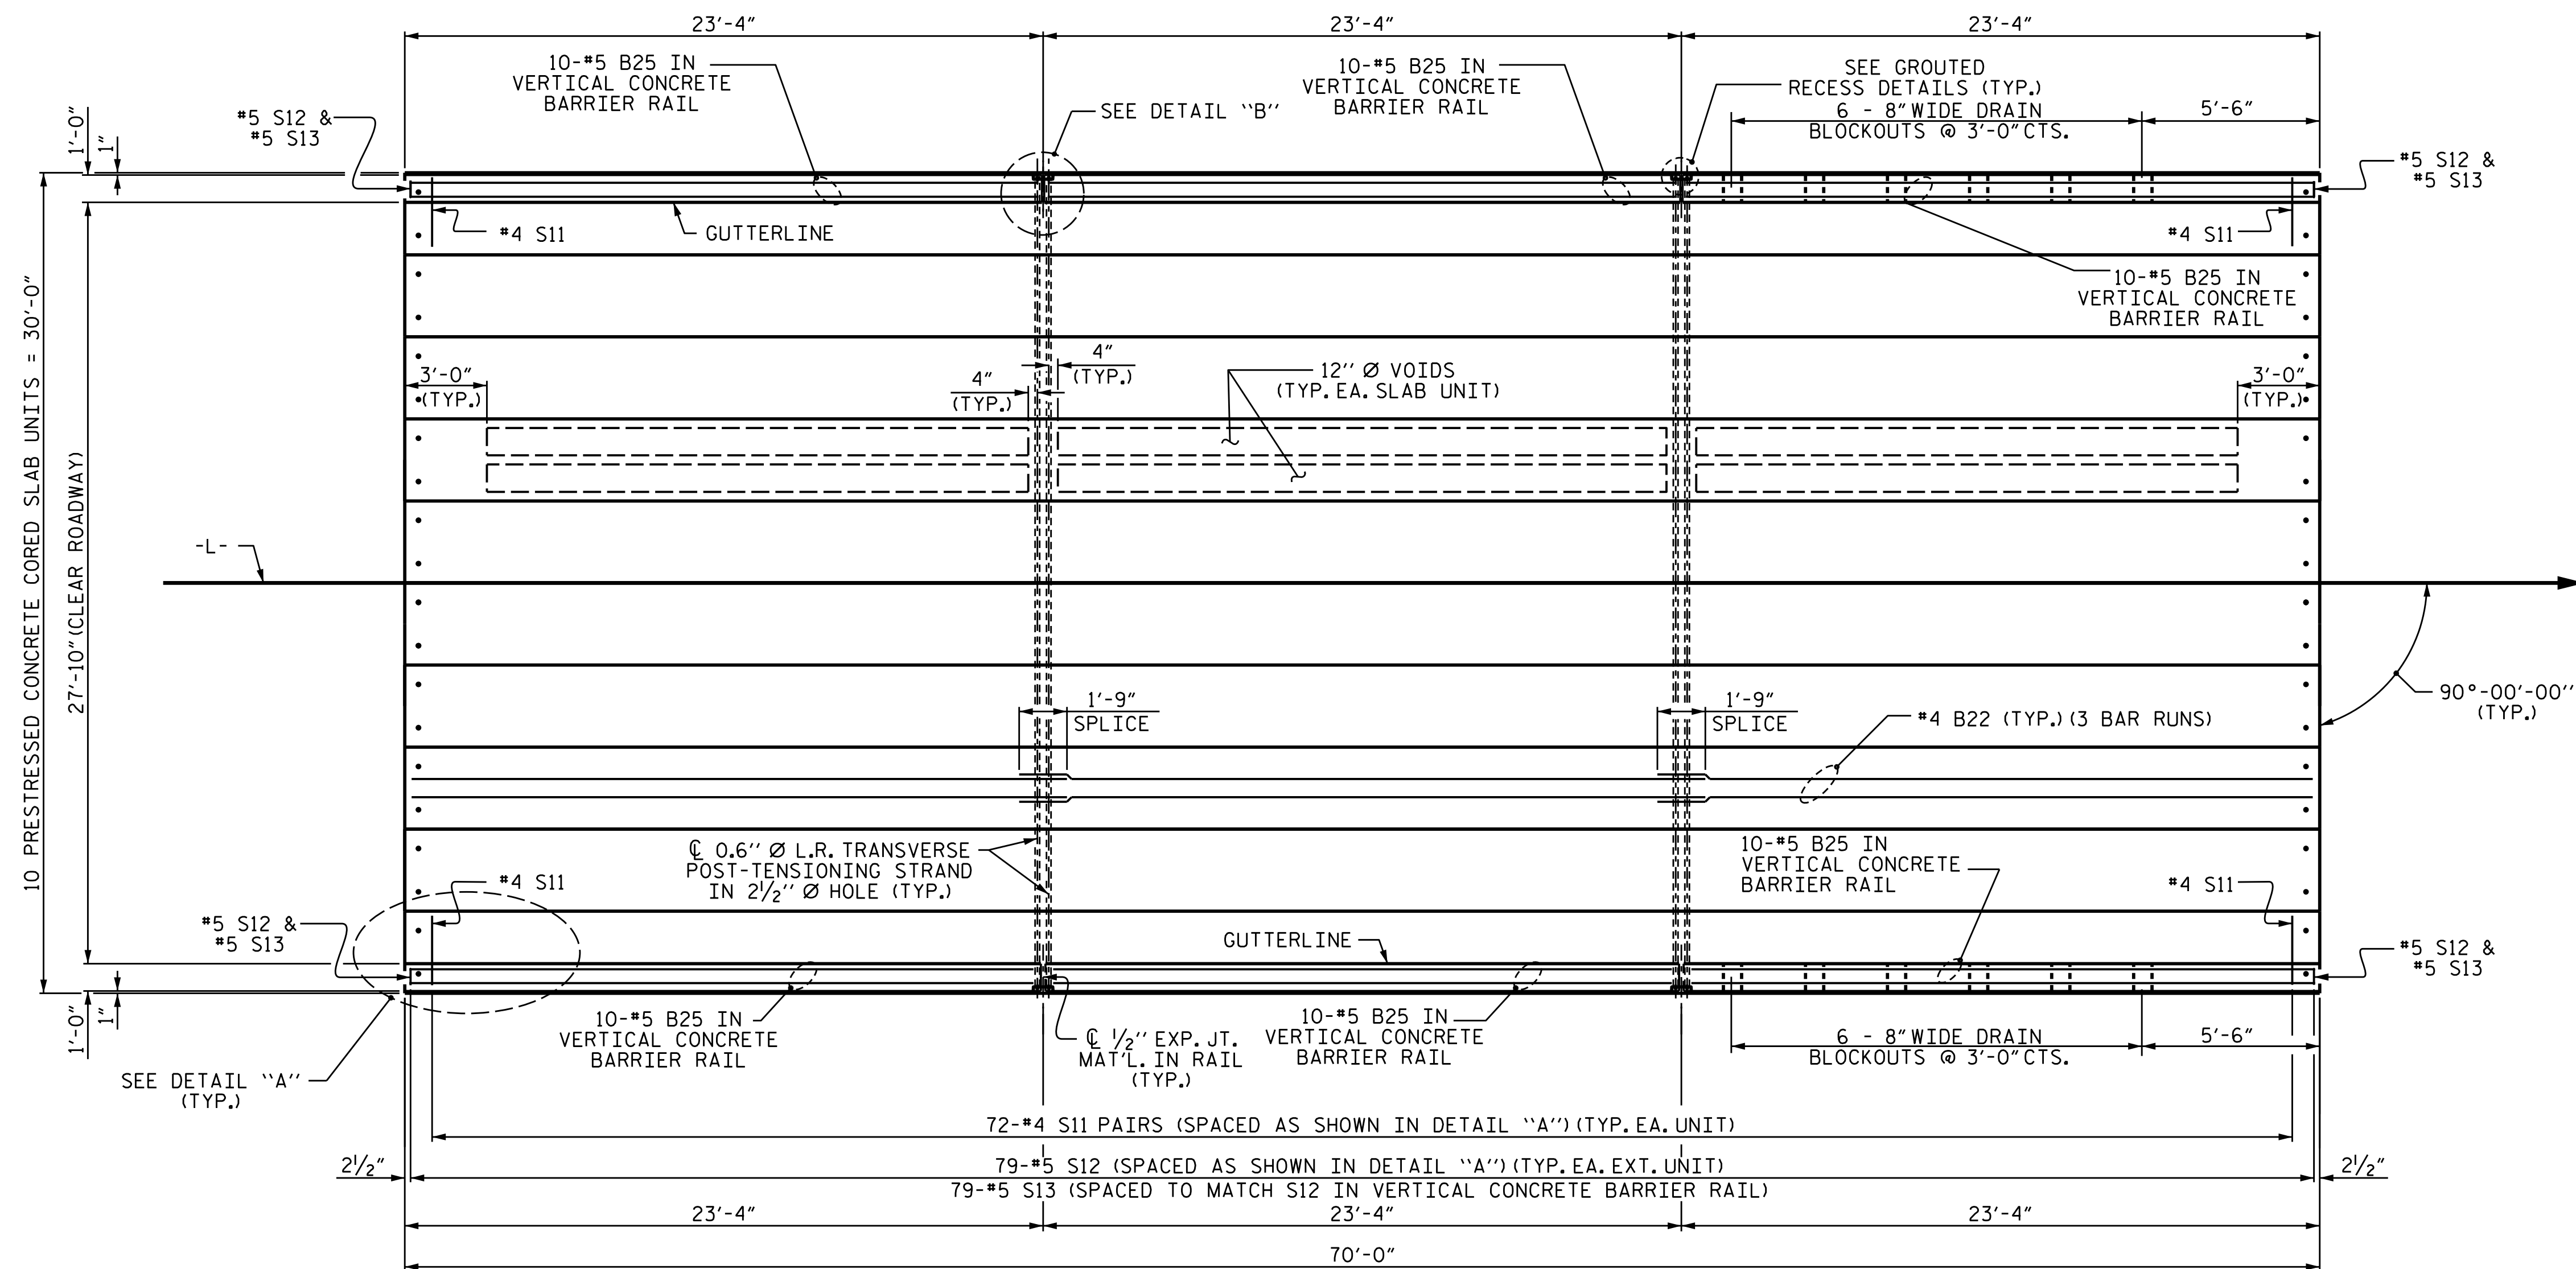 23'-4"
23'-4"
23'-4"
10-#5 B25 IN
VERTICAL CONCRETE
BARRIER RAIL
10-#5 B25 IN
VERTICAL CONCRETE
BARRIER RAIL
SEE GROUTED
RECESS DETAILS (TYP.)
6 - 8" WIDE DRAIN
BLOCKOUTS @ 3'-0" CTS.
5'-6"
SEE DETAIL "B"
#5 S12 &
#5 S13
1'-0"
1"
#5 S12 &
#5 S13
#4 S11
GUTTERLINE
#4 S11
10-#5 B25 IN
VERTICAL CONCRETE
BARRIER RAIL
10 PRESTRESSED CONCRETE CORED SLAB UNITS = 30'-0"
27'-10" (CLEAR ROADWAY)
3'-0"
(TYP.)
4"
(TYP.)
4"
(TYP.)
12" Ø VOIDS
(TYP. EA. SLAB UNIT)
3'-0"
(TYP.)
-L-
90°-00'-00"
(TYP.)
1'-9"
SPLICE
1'-9"
SPLICE
#4 B22 (TYP.) (3 BAR RUNS)
℄ 0.6" Ø L.R. TRANSVERSE
POST-TENSIONING STRAND
IN 2½" Ø HOLE (TYP.)
10-#5 B25 IN
VERTICAL CONCRETE
BARRIER RAIL
#4 S11
#4 S11
#5 S12 &
#5 S13
GUTTERLINE
#5 S12 &
#5 S13
1'-0"
1"
10-#5 B25 IN
VERTICAL CONCRETE
BARRIER RAIL
℄ ½" EXP. JT.
MAT'L. IN RAIL
(TYP.)
10-#5 B25 IN
VERTICAL CONCRETE
BARRIER RAIL
6 - 8" WIDE DRAIN
BLOCKOUTS @ 3'-0" CTS.
5'-6"
SEE DETAIL "A"
(TYP.)
72-#4 S11 PAIRS (SPACED AS SHOWN IN DETAIL "A") (TYP. EA. UNIT)
2½"
79-#5 S12 (SPACED AS SHOWN IN DETAIL "A") (TYP. EA. EXT. UNIT)
2½"
79-#5 S13 (SPACED TO MATCH S12 IN VERTICAL CONCRETE BARRIER RAIL)
23'-4"
23'-4"
23'-4"
70'-0"